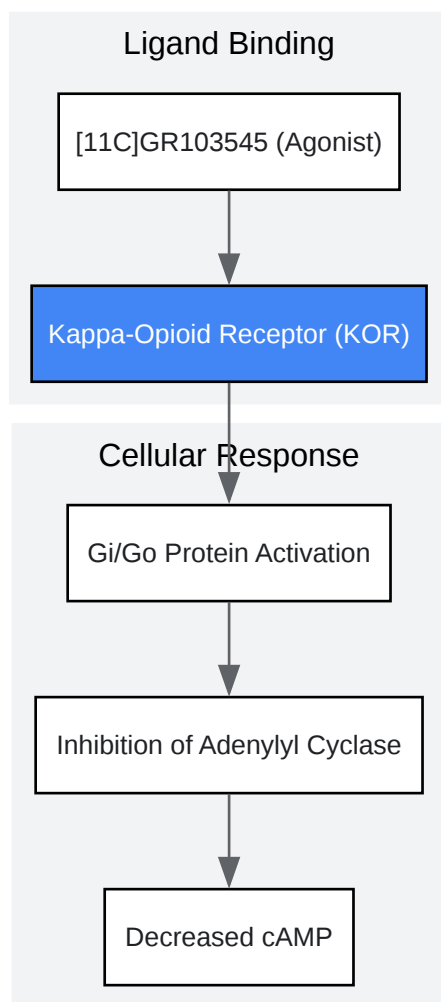 Ligand Binding
[11C]GR103545 (Agonist)
Kappa-Opioid Receptor (KOR)
Cellular Response
Gi/Go Protein Activation
Inhibition of Adenylyl Cyclase
Decreased cAMP